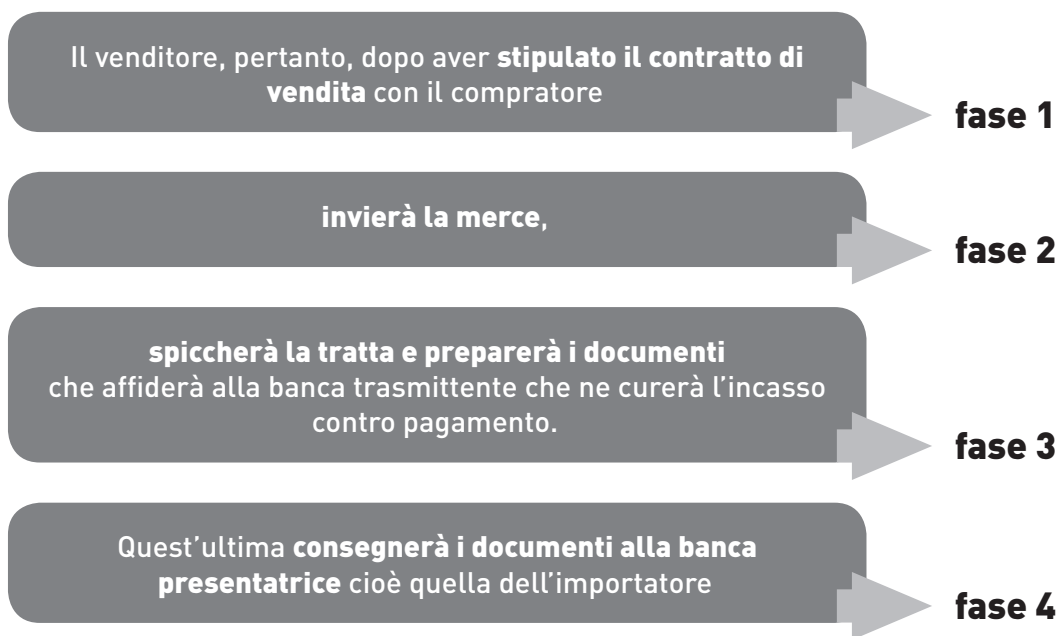 Il venditore, pertanto, dopo aver stipulato il contratto di
vendita con il compratore
fase 1
invierà la merce,
fase 2
spiccherà la tratta e preparerà i documenti
che affiderà alla banca trasmittente che ne curerà l'incasso
contro pagamento.
fase 3
Quest'ultima consegnerà i documenti alla banca
presentatrice cioè quella dell'importatore
fase 4